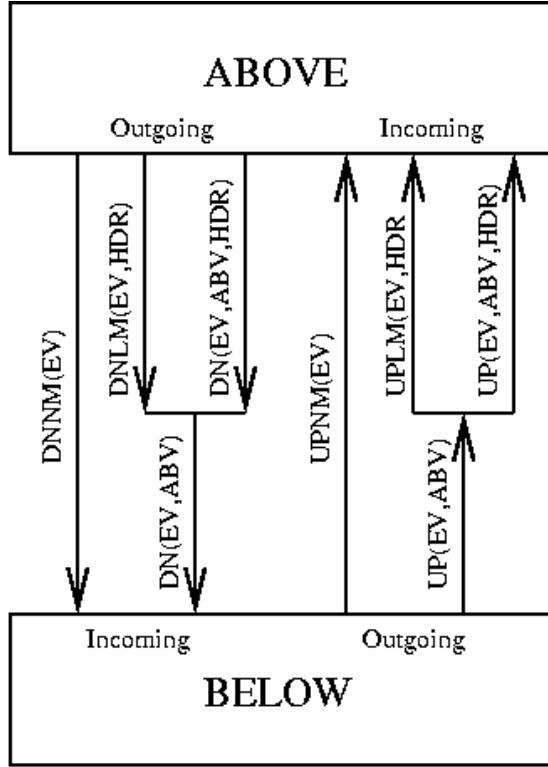 ABOVE
Outgoing
Incoming
DNNM(EV)
DNLM(EV,HDR)
DN(EV,ABV,HDR)
DN(EV,ABV)
UPNM(EV)
UPLM(EV,HDR
UP(EV,ABV,HDR)
UP(EV,ABV)
Incoming
Outgoing
BELOW